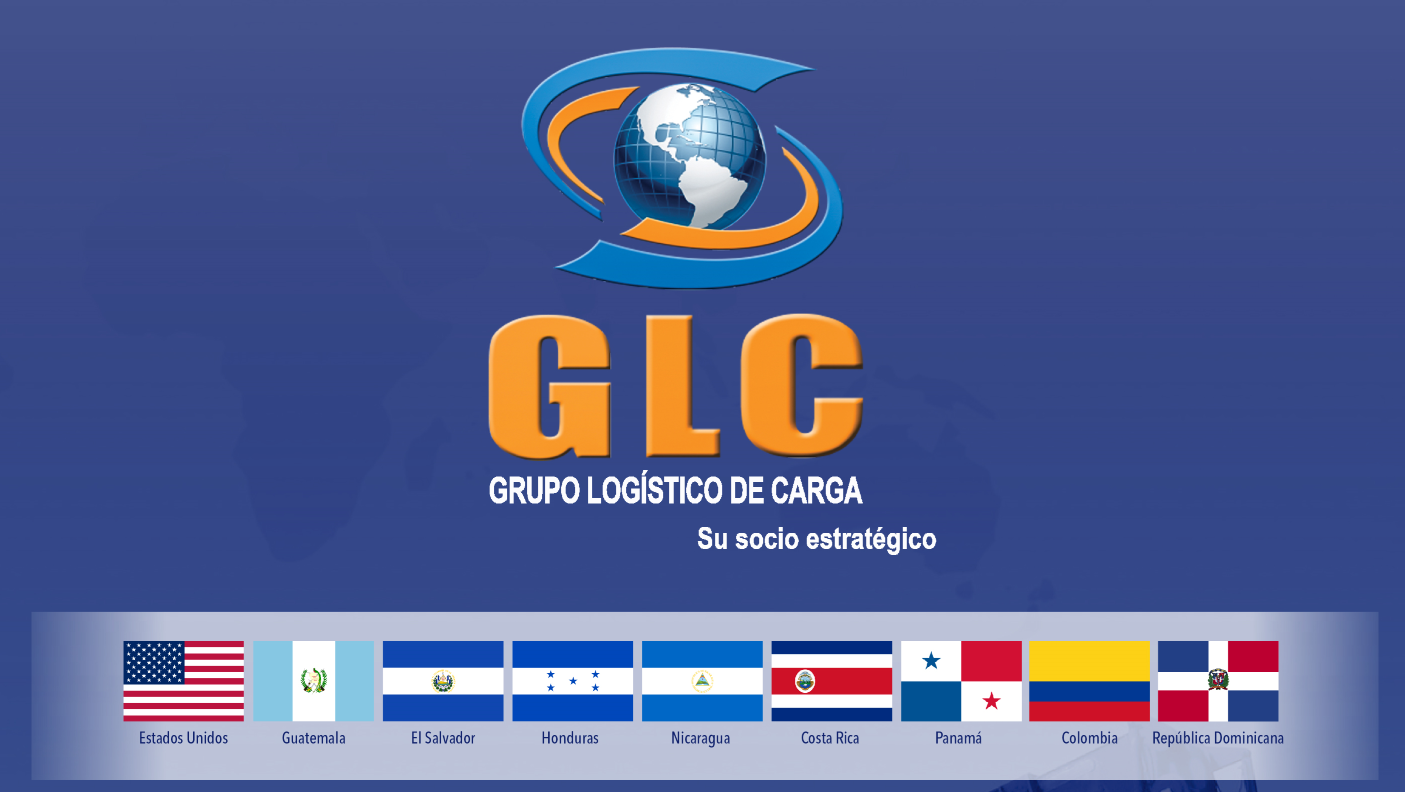 GLC
GRUPO LOGÍSTICO DE CARGA
Su socio estratégico
Estados Unidos
Guatemala
El Salvador
Honduras
Nicaragua
Costa Rica
Panamá
Colombia
República Dominicana